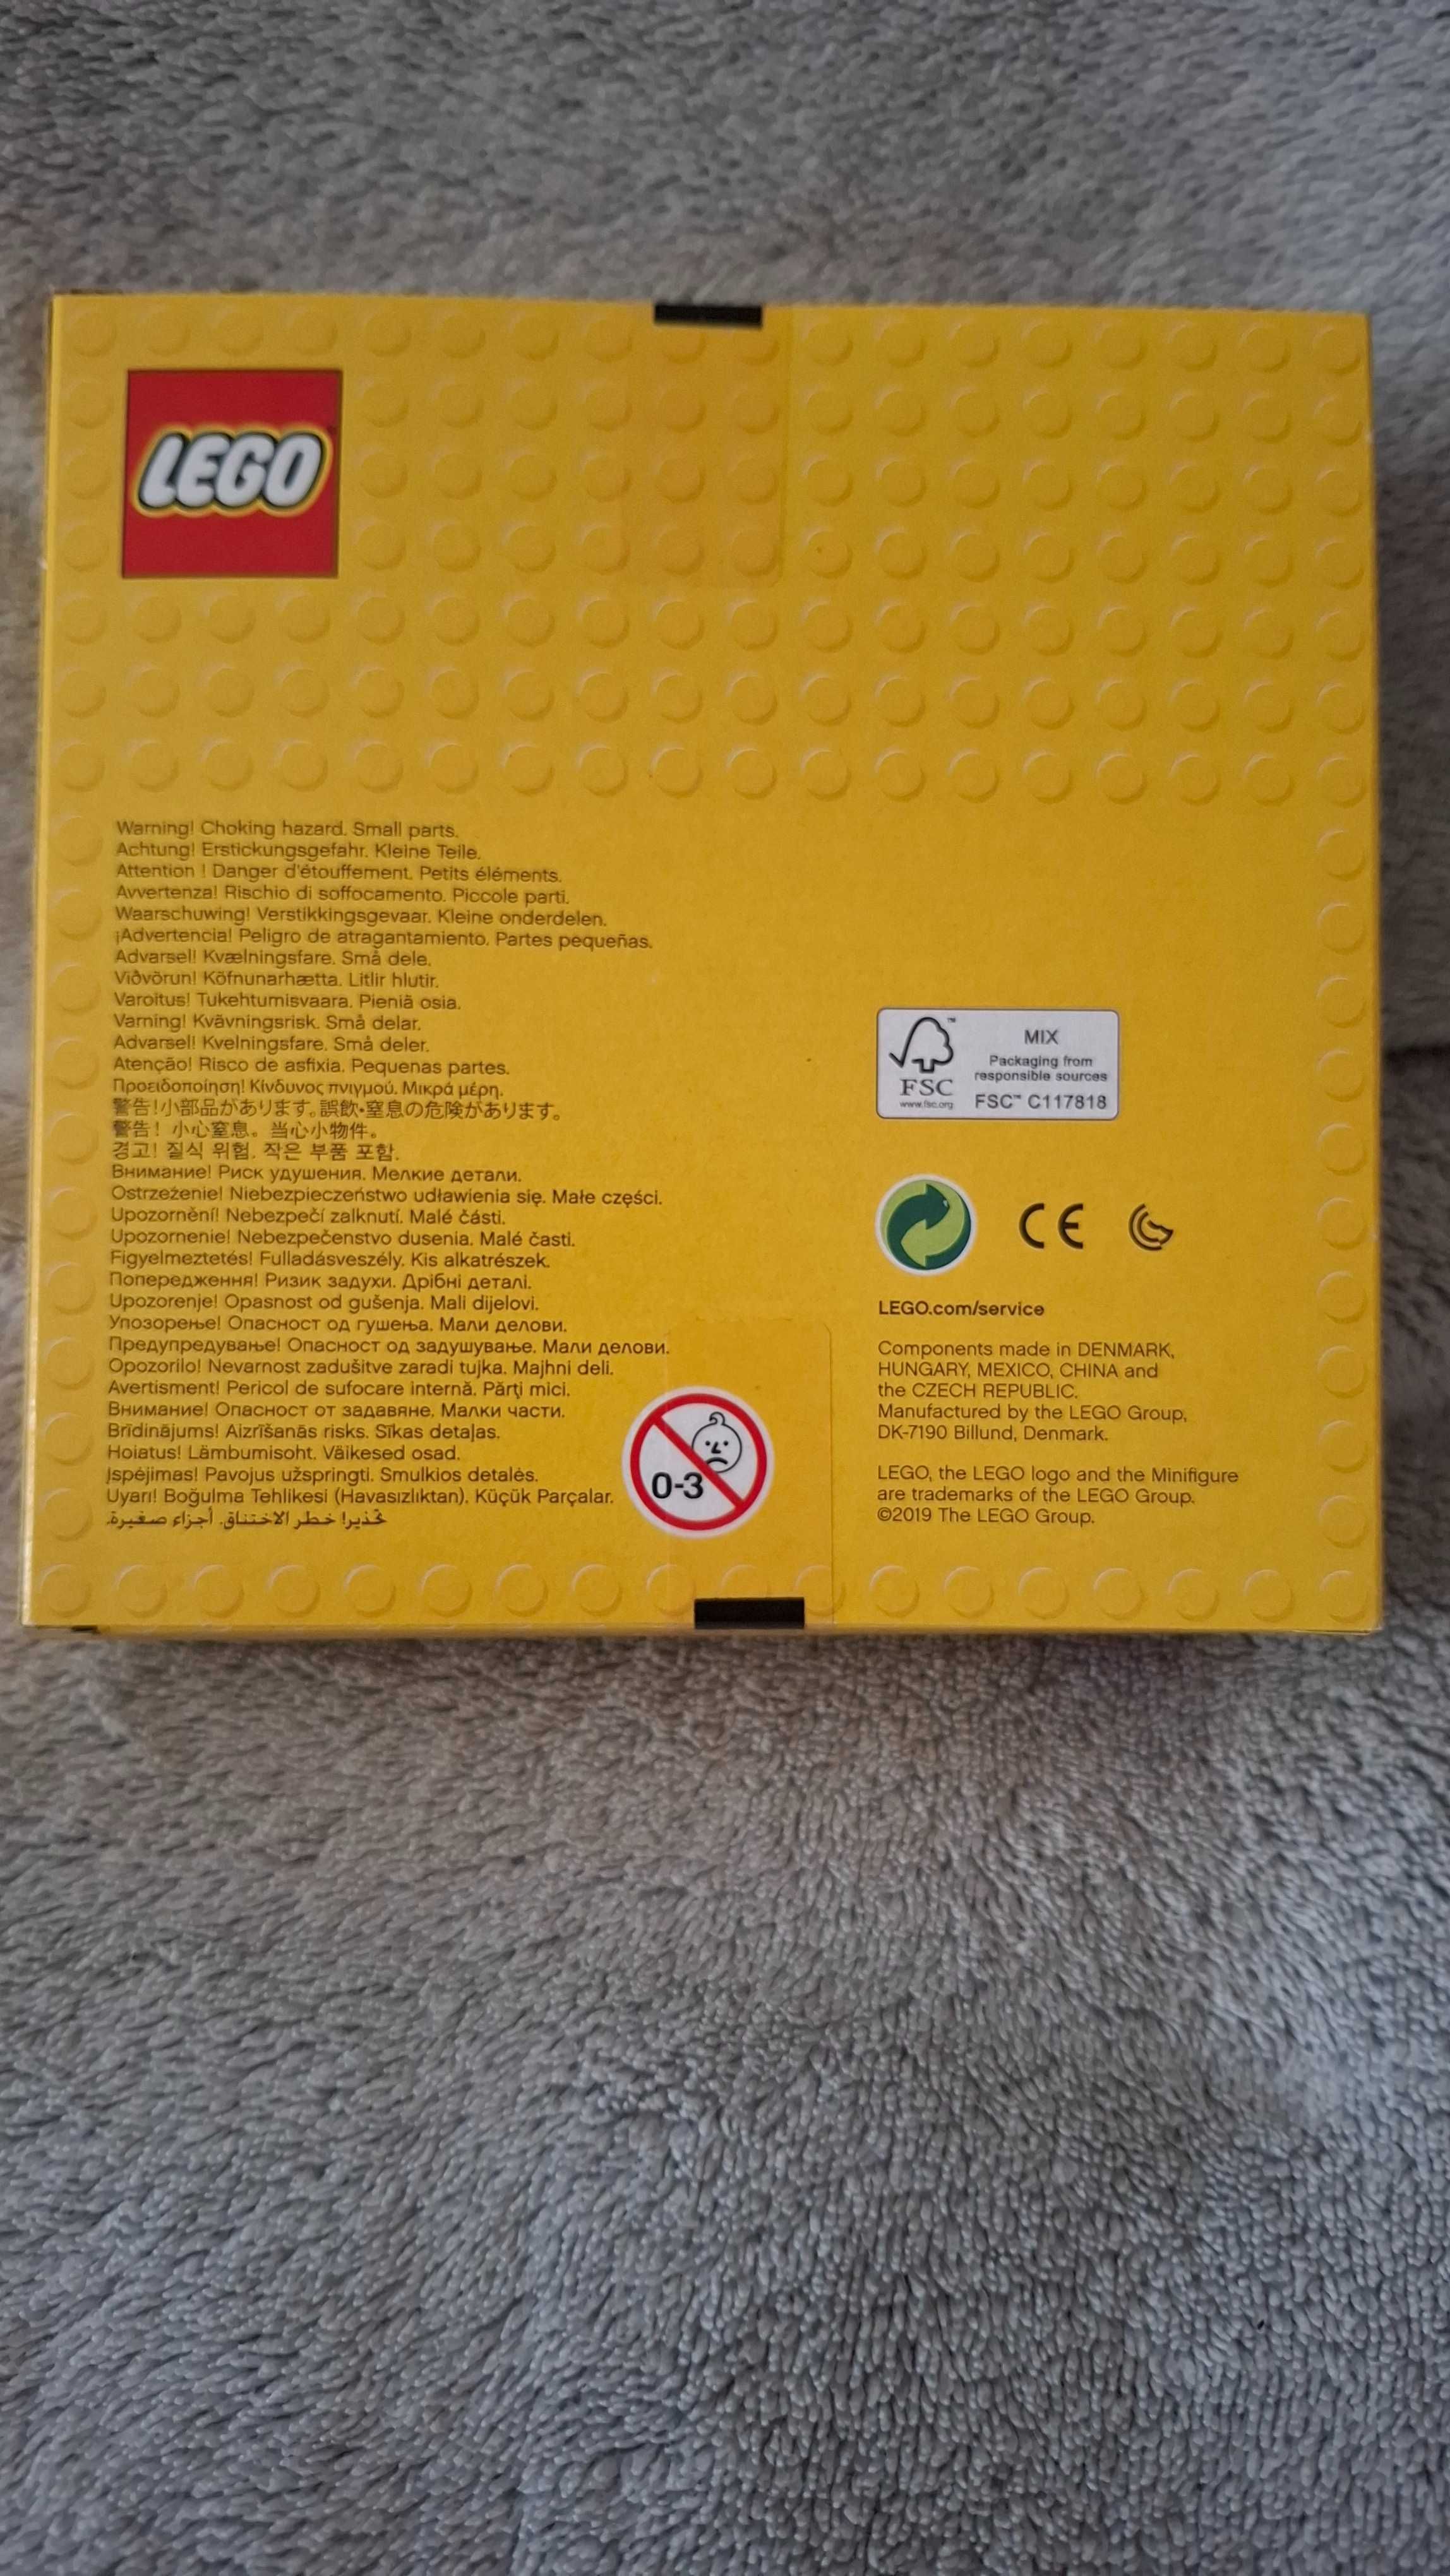 LEGO
Warning! Choking hazard. Small parts.
Achtung! Erstickungsgefahr. Kleine Teile.
Attention ! Danger d'étouffement. Petits éléments.
Avvertenza! Rischio di soffocamento. Piccole parti.
Waarschuwing! Verstikkingsgevaar. Kleine onderdelen.
¡Advertencia! Peligro de atragantamiento. Partes pequeñas.
Advarsel! Kvælningsfare. Små dele.
Viðvörun! Köfnunarhætta. Litlir hlutir.
Varoitus! Tukehtumisvaara. Pieniä osia.
Varning! Kvävningsrisk. Små delar.
Advarsel! Kvelningsfare. Små deler.
Atenção! Risco de asfixia. Pequenas partes.
Προειδοποίηση! Κίνδυνος πνιγμού. Μικρά μέρη.
警告!小部品があります。誤飲・窒息の危険があります。
警告! 小心窒息。当心小物件。
경고! 질식 위험. 작은 부품 포함.
Внимание! Риск удушения. Мелкие детали.
Ostrzeżenie! Niebezpieczeństwo udławienia się. Małe części.
Upozornění! Nebezpečí zalknutí. Malé části.
Upozornenie! Nebezpečenstvo dusenia. Malé časti.
Figyelmeztetés! Fulladásveszély. Kis alkatrészek.
Попередження! Ризик задухи. Дрібні деталі.
Upozorenje! Opasnost od gušenja. Mali dijelovi.
Упозорење! Опасност од гушења. Мали делови.
Предупредување! Опасност од задушување. Мали делови.
Opozorilo! Nevarnost zadušitve zaradi tujka. Majhni deli.
Avertisment! Pericol de sufocare internă. Părţi mici.
Внимание! Опасност от задавяне. Малки части.
Brīdinājums! Aizrīšanās risks. Sīkas detaļas.
Hoiatus! Lämbumisoht. Väikesed osad.
Įspėjimas! Pavojus užspringti. Smulkios detalės.
Uyarı! Boğulma Tehlikesi (Havasızlıktan). Küçük Parçalar.
تحذير! خطر الاختناق. أجزاء صغيرة.
0-3
FSC
www.fsc.org
MIX
Packaging from
responsible sources
FSC™ C117818
CE
LEGO.com/service
Components made in DENMARK,
HUNGARY, MEXICO, CHINA and
the CZECH REPUBLIC.
Manufactured by the LEGO Group,
DK-7190 Billund, Denmark.
LEGO, the LEGO logo and the Minifigure
are trademarks of the LEGO Group.
©2019 The LEGO Group.